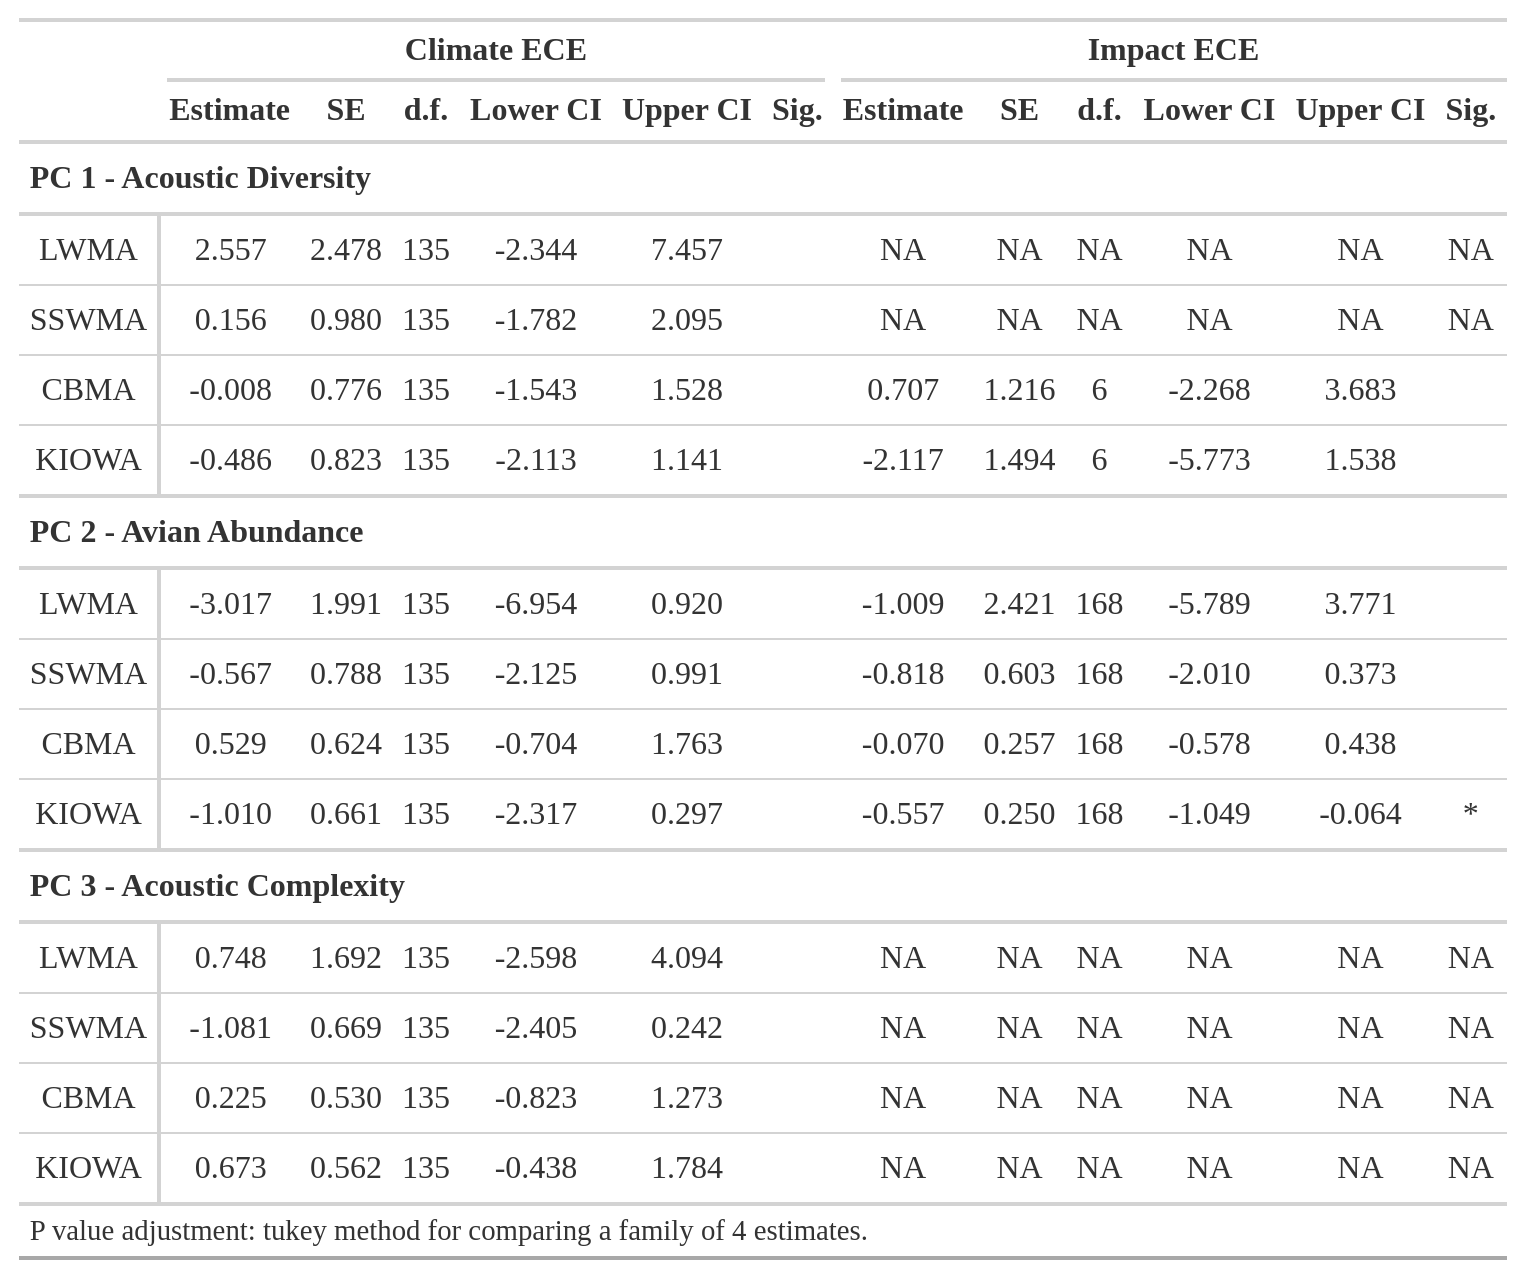 Climate ECE Impact ECE
Estimate SE d.f. Lower CI Upper CI Sig. Estimate SE d.f. Lower CI Upper CI Sig.
PC 1 - Acoustic Diversity
LWMA 2.557 2.478 135 -2.344 7.457 NA NA NA NA NA NA
SSWMA 0.156 0.980 135 -1.782 2.095 NA NA NA NA NA NA
CBMA -0.008 0.776 135 -1.543 1.528 0.707 1.216 6 -2.268 3.683
KIOWA -0.486 0.823 135 -2.113 1.141 -2.117 1.494 6 -5.773 1.538
PC 2 - Avian Abundance
LWMA -3.017 1.991 135 -6.954 0.920 -1.009 2.421 168 -5.789 3.771
SSWMA -0.567 0.788 135 -2.125 0.991 -0.818 0.603 168 -2.010 0.373
CBMA 0.529 0.624 135 -0.704 1.763 -0.070 0.257 168 -0.578 0.438
KIOWA -1.010 0.661 135 -2.317 0.297 -0.557 0.250 168 -1.049 -0.064 *
PC 3 - Acoustic Complexity
LWMA 0.748 1.692 135 -2.598 4.094 NA NA NA NA NA NA
SSWMA -1.081 0.669 135 -2.405 0.242 NA NA NA NA NA NA
CBMA 0.225 0.530 135 -0.823 1.273 NA NA NA NA NA NA
KIOWA 0.673 0.562 135 -0.438 1.784 NA NA NA NA NA NA
P value adjustment: tukey method for comparing a family of 4 estimates.